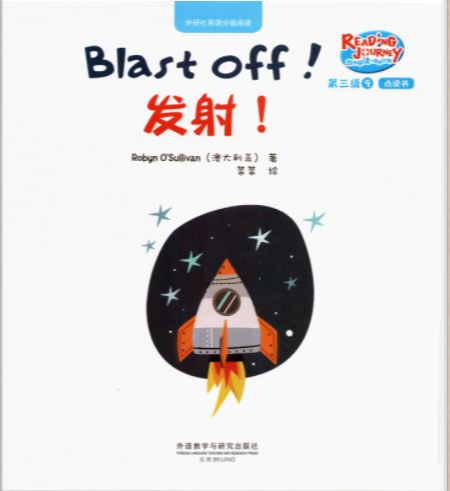 外研社英语分级阅读
READING
JOURNEY
第三级 9 点读书
Blast off!
发射!
Robyn O'Sullivan (澳大利亚) 著
菜菜 绘
外语教学与研究出版社
FOREIGN LANGUAGE TEACHING AND RESEARCH PRESS
北京 BEIJING